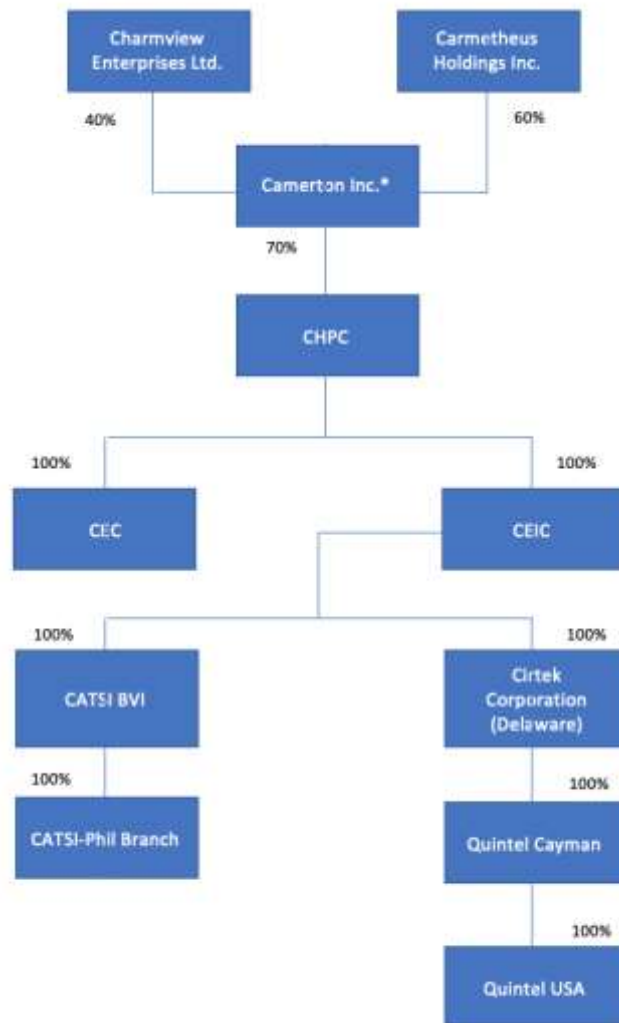 Charmview
Enterprises Ltd.
Carmetheus
Holdings Inc.
40%
60%
Camerton Inc.*
70%
CHPC
100%
100%
CEC
CEIC
100%
100%
CATSI BVI
Cirtek
Corporation
(Delaware)
100%
100%
CATSI-Phil Branch
Quintel Cayman
100%
Quintel USA